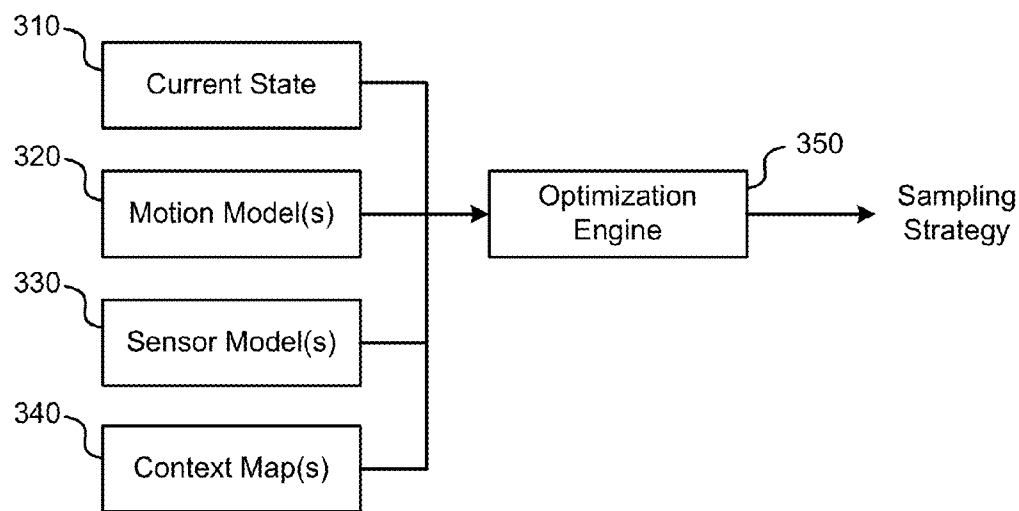 310
Current State
320
Motion Model(s)
330
Sensor Model(s)
340
Context Map(s)
350
Optimization
Engine
Sampling
Strategy